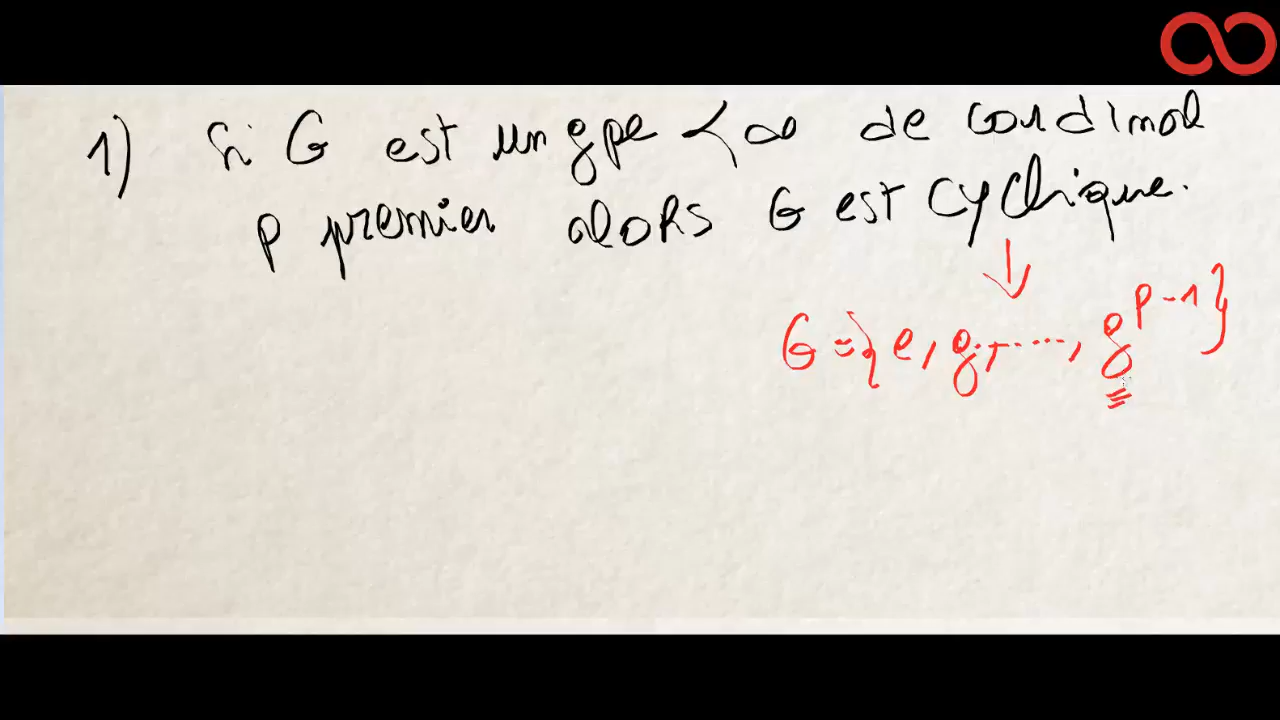 1) Si G est un gpe < ∞ de cardinal
p premier alors G est cyclique.
↓
G = {e, g, ....., g^{p-1}}